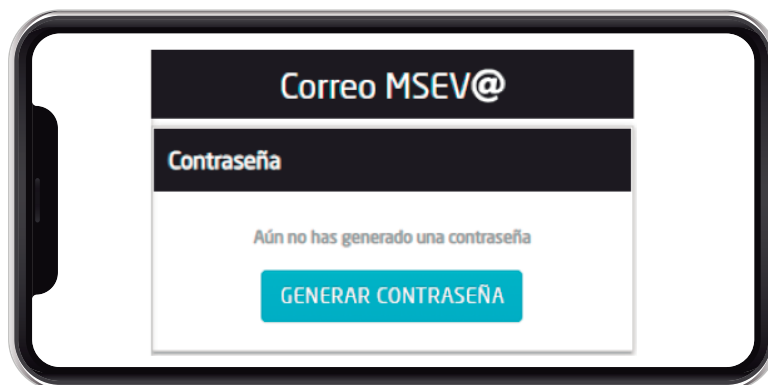 Correo MSEV@
Contraseña
Aún no has generado una contraseña
GENERAR CONTRASEÑA